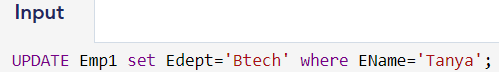 Input
UPDATE Emp1 set Edept='Btech' where EName='Tanya';